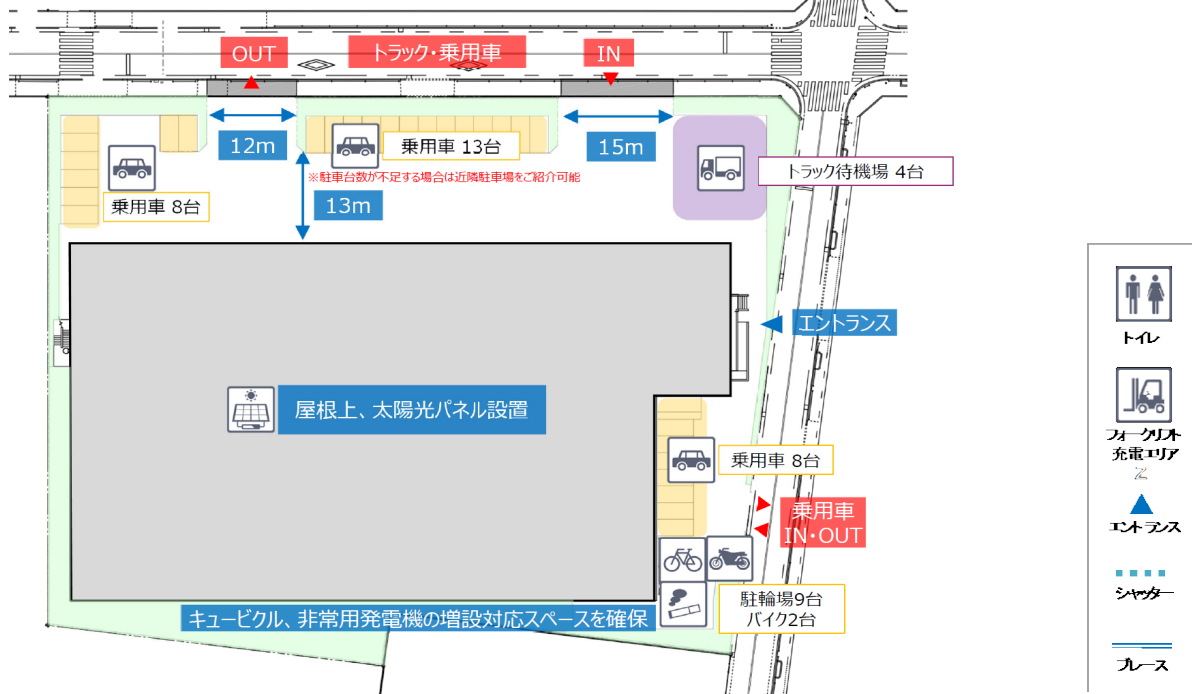 OUT
トラック・乗用車
IN
12m
乗用車 13台
15m
※駐車台数が不足する場合は近隣駐車場をご紹介可能
トラック待機場 4台
乗用車 8台
13m
エントランス
屋根上、太陽光パネル設置
乗用車 8台
乗用車
IN・OUT
駐輪場9台
バイク2台
キュービクル、非常用発電機の増設対応スペースを確保
トイレ
フォークリフト
充電エリア
エントランス
シャッター
ブレース